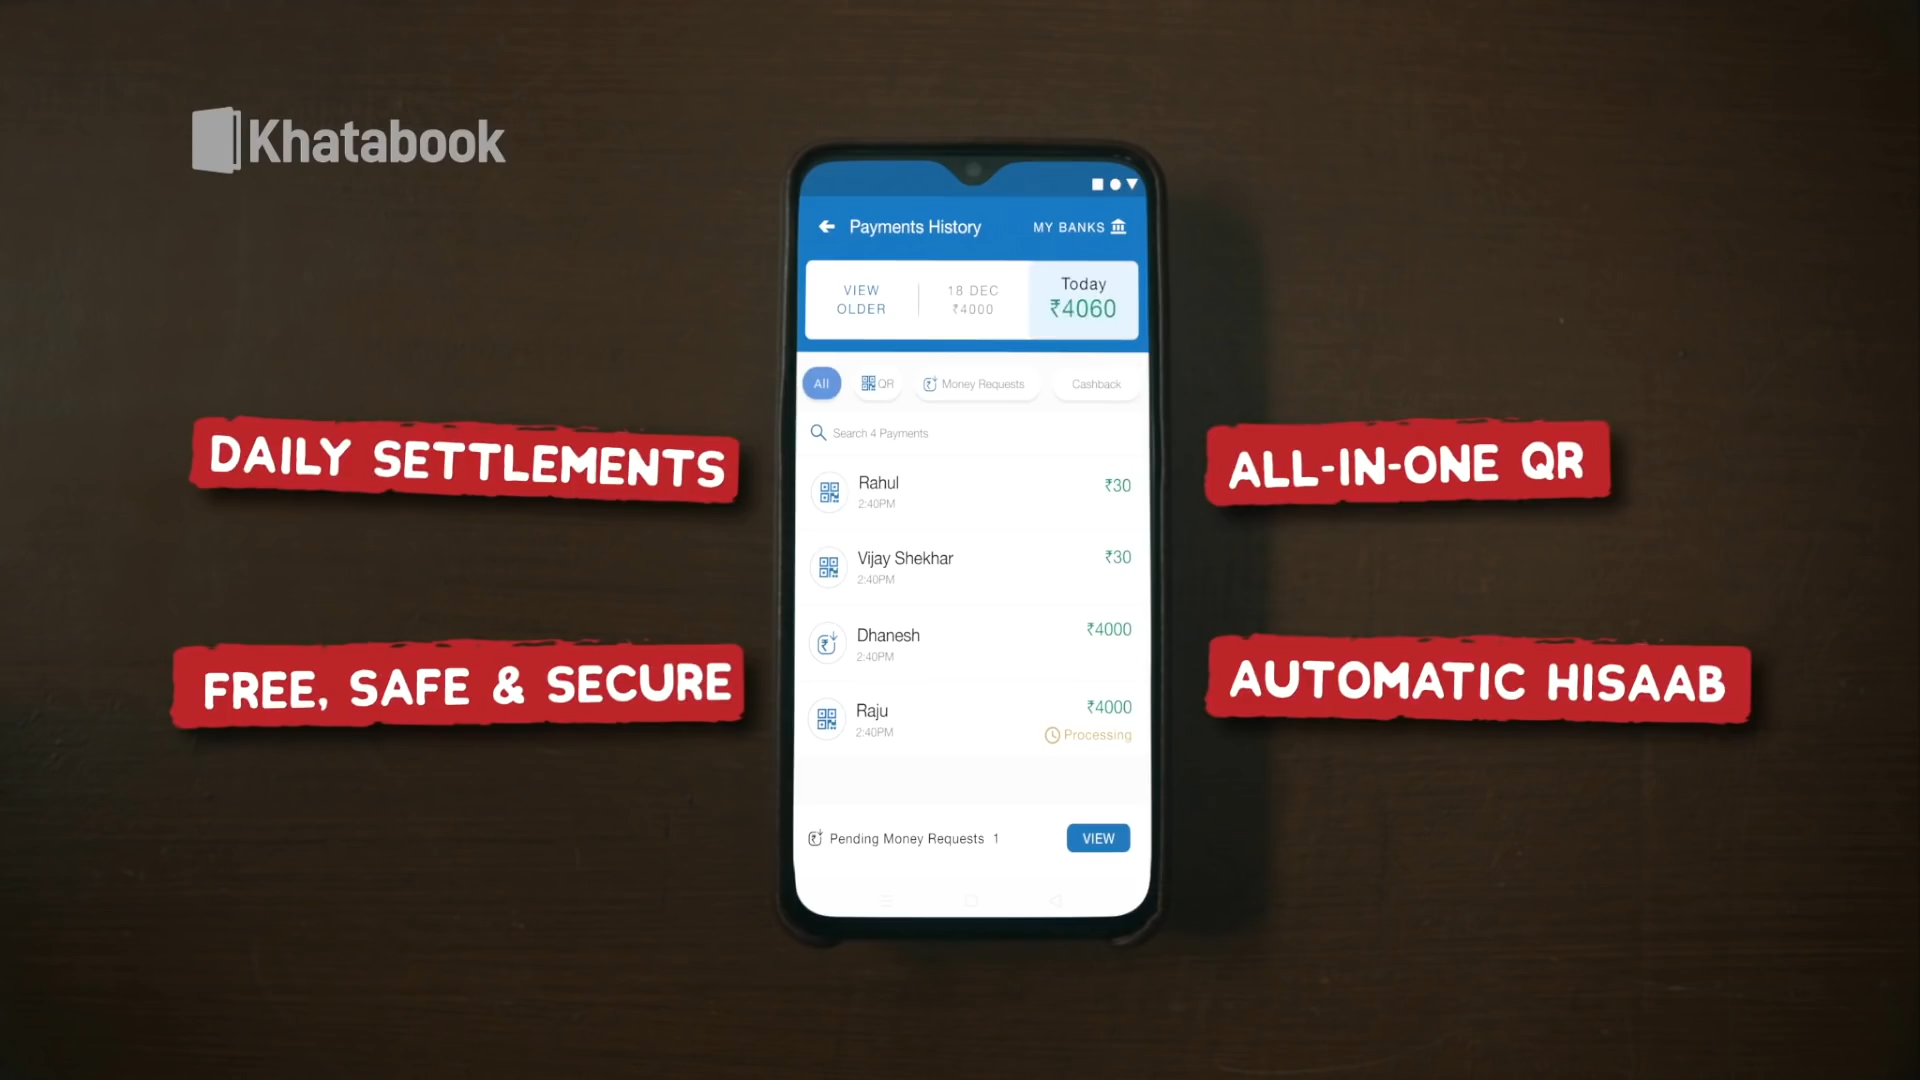 Khatabook
Payments History
MY BANKS
VIEW
OLDER
18 DEC
₹4000
Today
₹4060
All
QR
Money Requests
Cashback
Search 4 Payments
Rahul
₹30
2:40PM
Vijay Shekhar
₹30
2:40PM
Dhanesh
₹4000
2:40PM
Raju
₹4000
2:40PM
Processing
Pending Money Requests 1
VIEW
DAILY SETTLEMENTS
FREE, SAFE & SECURE
ALL-IN-ONE QR
AUTOMATIC HISAAB